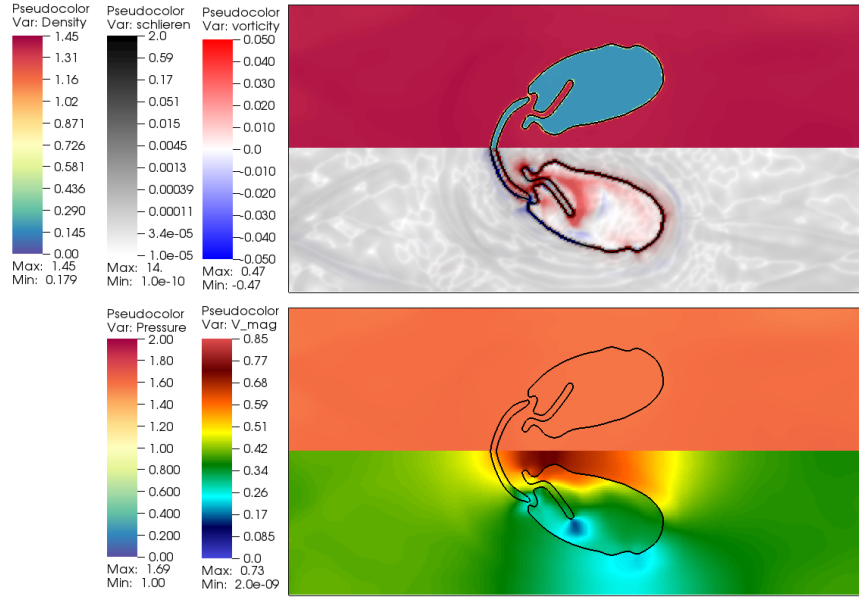 Pseudocolor
Var: Density
1.45
1.31
1.16
1.02
0.871
0.726
0.580
0.435
0.290
0.145
0.00
Max: 1.45
Min: 0.179
Pseudocolor
Var: schlieren
2.0
0.59
0.17
0.051
0.015
0.0045
0.0013
0.00039
0.00011
3.4e-05
1.0e-05
Max: 14.
Min: 1.0e-10
Pseudocolor
Var: vorticity
0.050
0.040
0.030
0.020
0.010
0.0
-0.010
-0.020
-0.030
-0.040
-0.050
Max: 0.47
Min: -0.47
Pseudocolor
Var: Pressure
2.00
1.80
1.60
1.40
1.20
1.00
0.800
0.600
0.400
0.200
0.00
Max: 1.69
Min: 1.00
Pseudocolor
Var: V_mag
0.85
0.77
0.68
0.59
0.51
0.42
0.34
0.26
0.17
0.085
0.0
Max: 0.73
Min: 2.0e-09